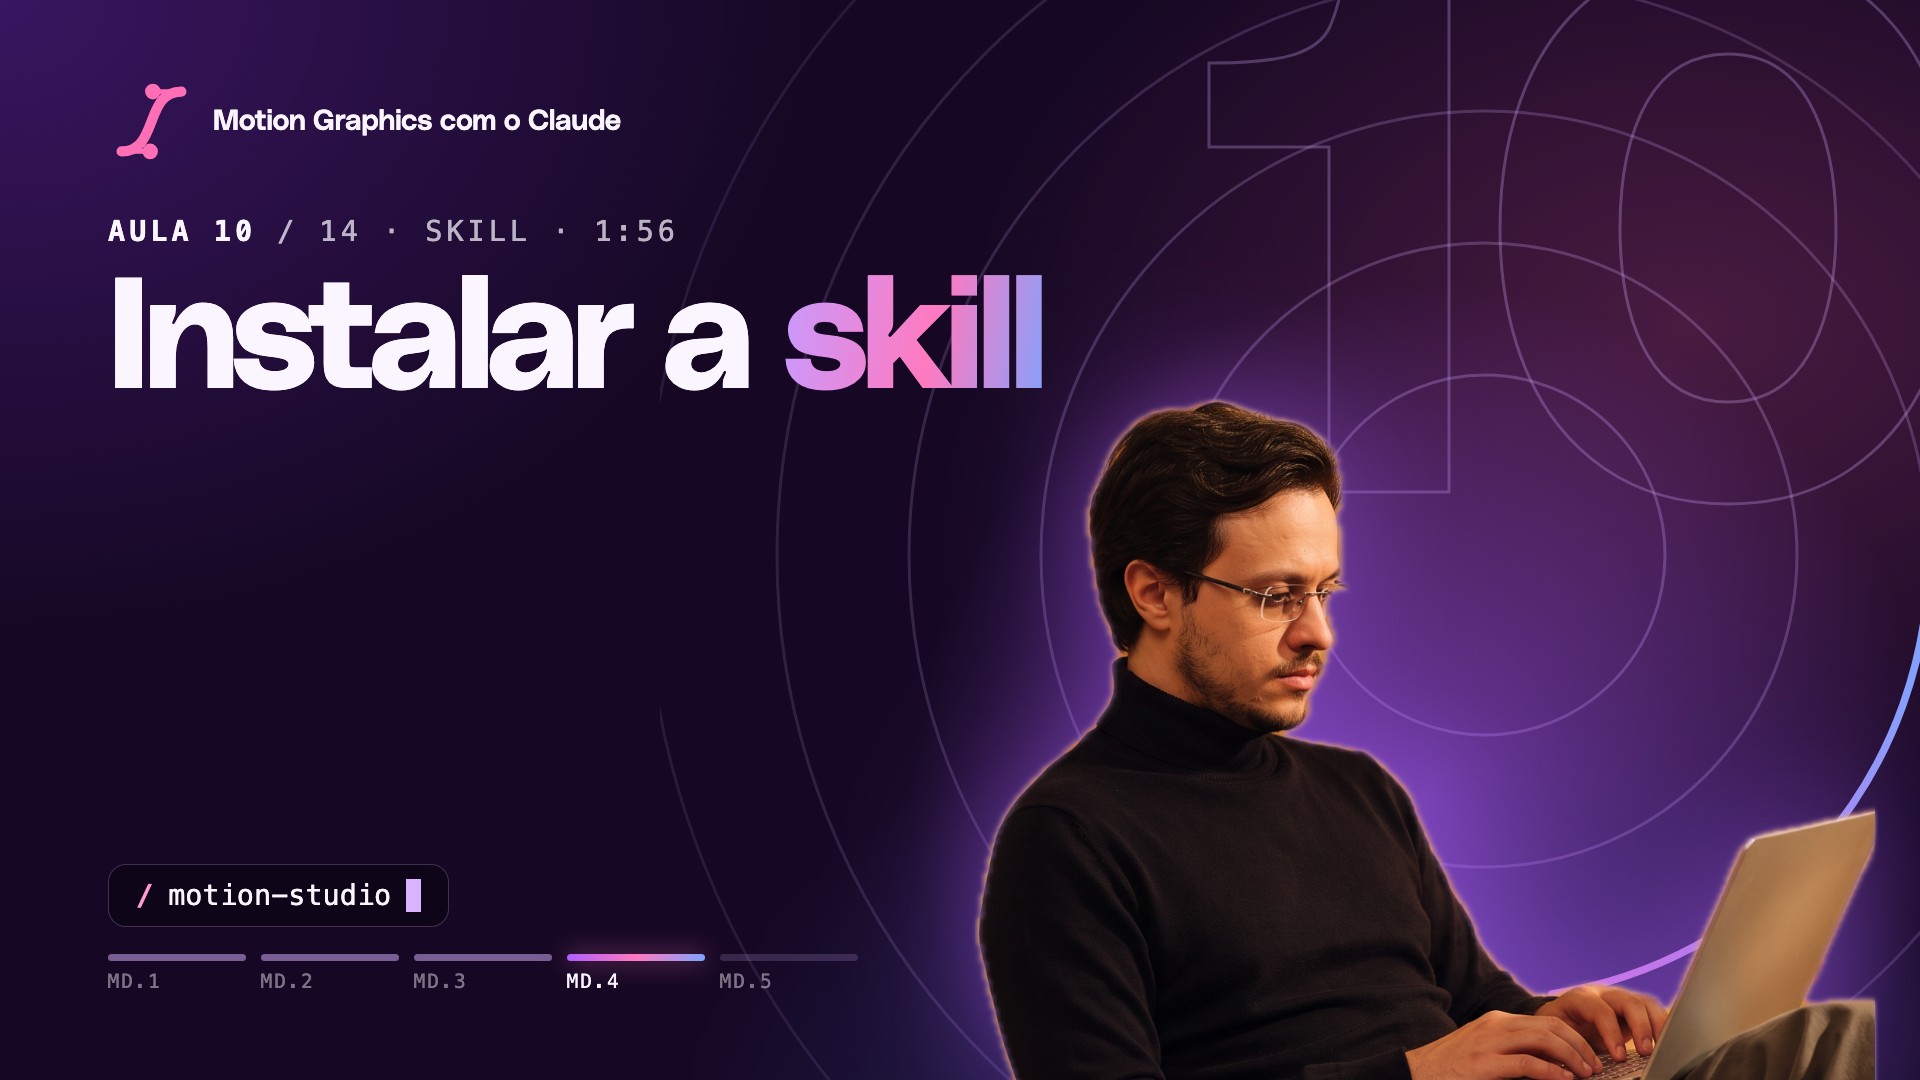 Motion Graphics com o Claude
AULA 10 / 14 · SKILL · 1:56
Instalar a skill
10
/ motion-studio
MD.1 MD.2 MD.3 MD.4 MD.5